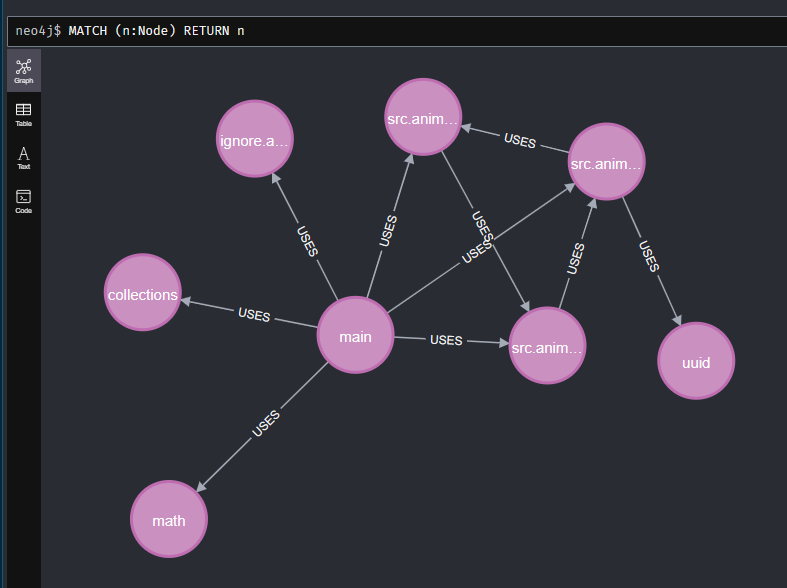 neo4j$ MATCH (n:Node) RETURN n
Graph
Table
Text
Code
src.anim...
ignore.a...
src.anim...
USES
USES
USES
USES
USES
USES
USES
collections
USES
main
USES
src.anim...
uuid
USES
math